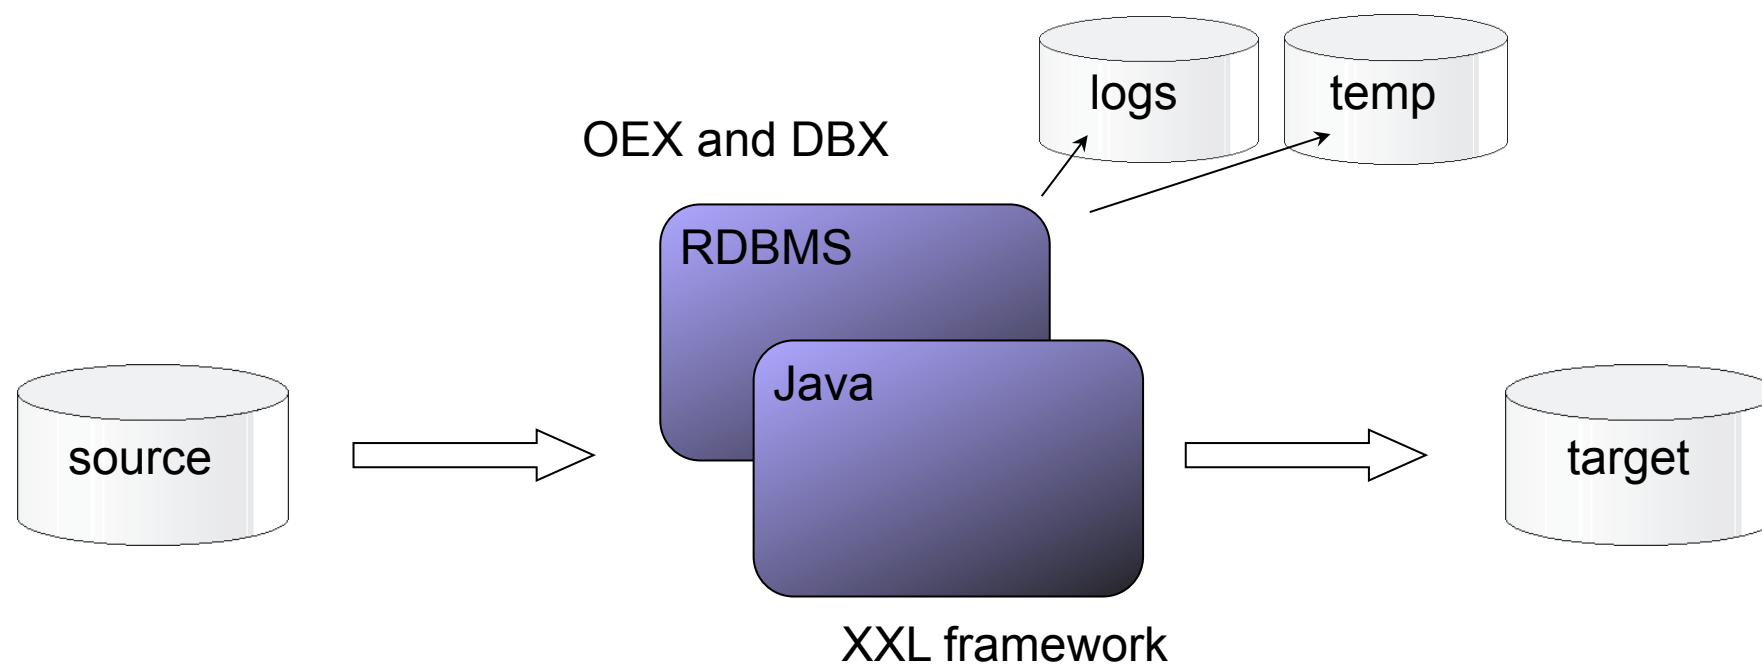 logs
temp
OEX and DBX
RDBMS
Java
source
target
XXL framework